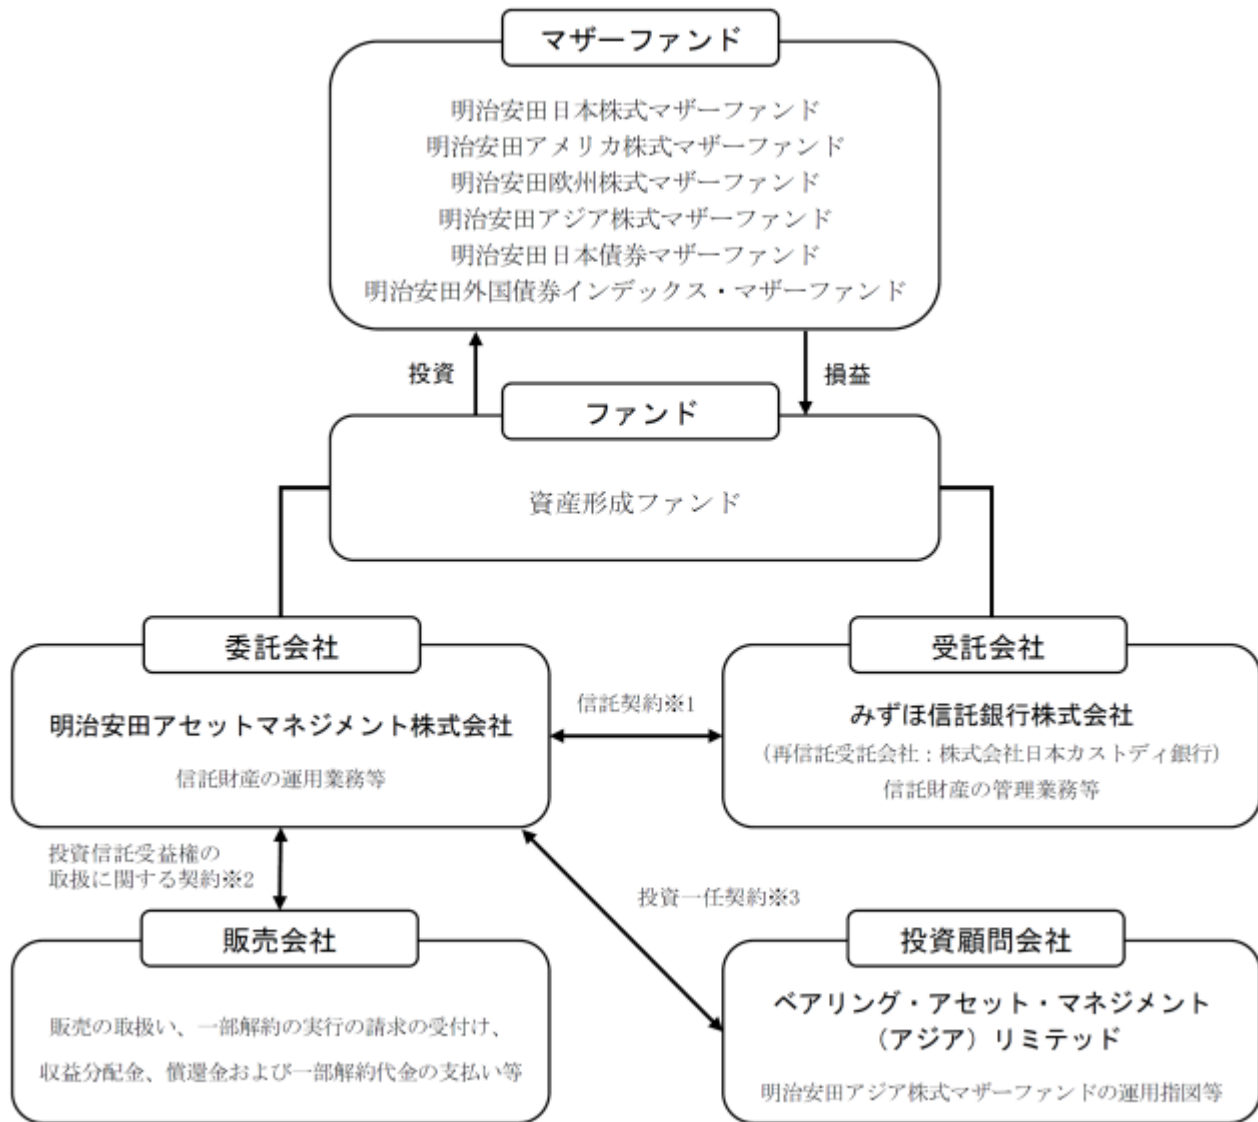 マザーファンド
明治安田日本株式マザーファンド
明治安田アメリカ株式マザーファンド
明治安田欧州株式マザーファンド
明治安田アジア株式マザーファンド
明治安田日本債券マザーファンド
明治安田外国債券インデックス・マザーファンド
投資
損益
ファンド
資産形成ファンド
委託会社
明治安田アセットマネジメント株式会社
信託財産の運用業務等
信託契約※1
受託会社
みずほ信託銀行株式会社
（再信託受託会社：株式会社日本カストディ銀行）
信託財産の管理業務等
投資信託受益権の
取扱に関する契約※2
投資一任契約※3
販売会社
販売の取扱い、一部解約の実行の請求の受付け、
収益分配金、償還金および一部解約代金の支払い等
投資顧問会社
ベアリング・アセット・マネジメント
（アジア）リミテッド
明治安田アジア株式マザーファンドの運用指図等